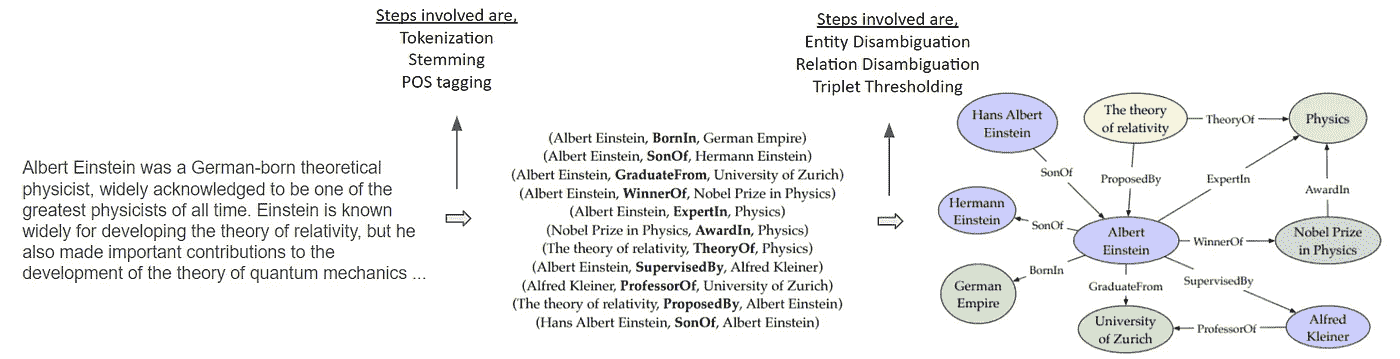 Steps involved are,
Tokenization
Stemming
POS tagging
Steps involved are,
Entity Disambiguation
Relation Disambiguation
Triplet Thresholding
Albert Einstein was a German-born theoretical
physicist, widely acknowledged to be one of the
greatest physicists of all time. Einstein is known
widely for developing the theory of relativity, but he
also made important contributions to the
development of the theory of quantum mechanics ...
(Albert Einstein, BornIn, German Empire)
(Albert Einstein, SonOf, Hermann Einstein)
(Albert Einstein, GraduateFrom, University of Zurich)
(Albert Einstein, WinnerOf, Nobel Prize in Physics)
(Albert Einstein, ExpertIn, Physics)
(Nobel Prize in Physics, AwardIn, Physics)
(The theory of relativity, TheoryOf, Physics)
(Albert Einstein, SupervisedBy, Alfred Kleiner)
(Alfred Kleiner, ProfessorOf, University of Zurich)
(The theory of relativity, ProposedBy, Albert Einstein)
(Hans Albert Einstein, SonOf, Albert Einstein)
Hans Albert
Einstein
The theory
of relativity
TheoryOf
Physics
SonOf
ProposedBy
ExpertIn
AwardIn
Hermann
Einstein
SonOf
Albert
Einstein
WinnerOf
Nobel Prize
in Physics
BornIn
GraduateFrom
SupervisedBy
German
Empire
University
of Zurich
ProfessorOf
Alfred
Kleiner